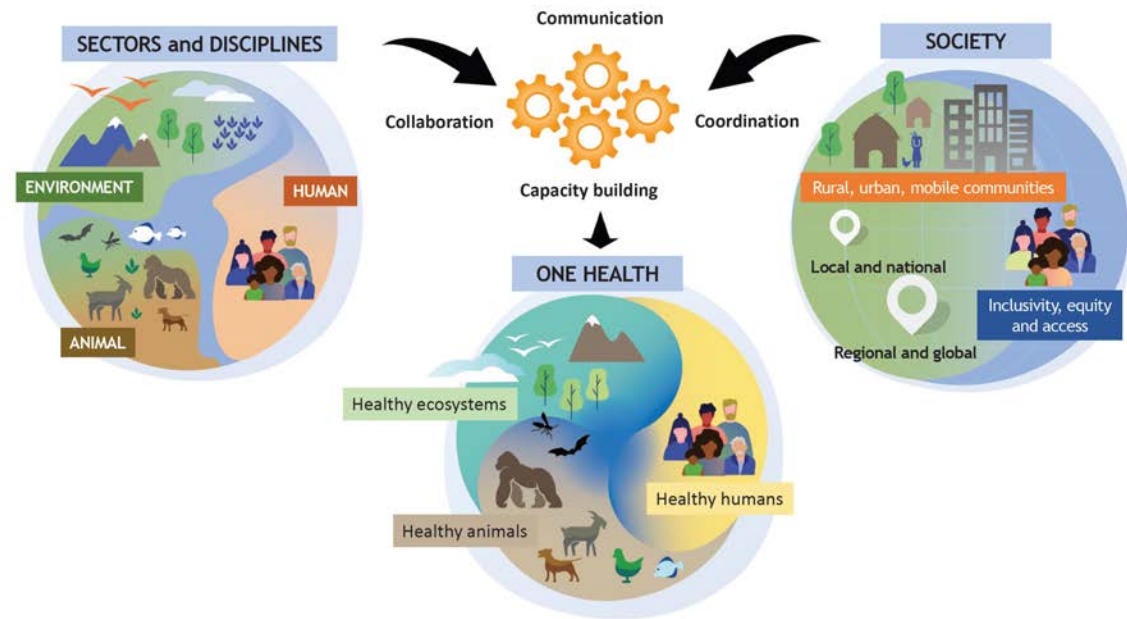 SECTORS and DISCIPLINES
ENVIRONMENT
HUMAN
ANIMAL
Communication
Collaboration
Coordination
Capacity building
SOCIETY
Rural, urban, mobile communities
Local and national
Regional and global
Inclusivity, equity
and access
ONE HEALTH
Healthy ecosystems
Healthy humans
Healthy animals